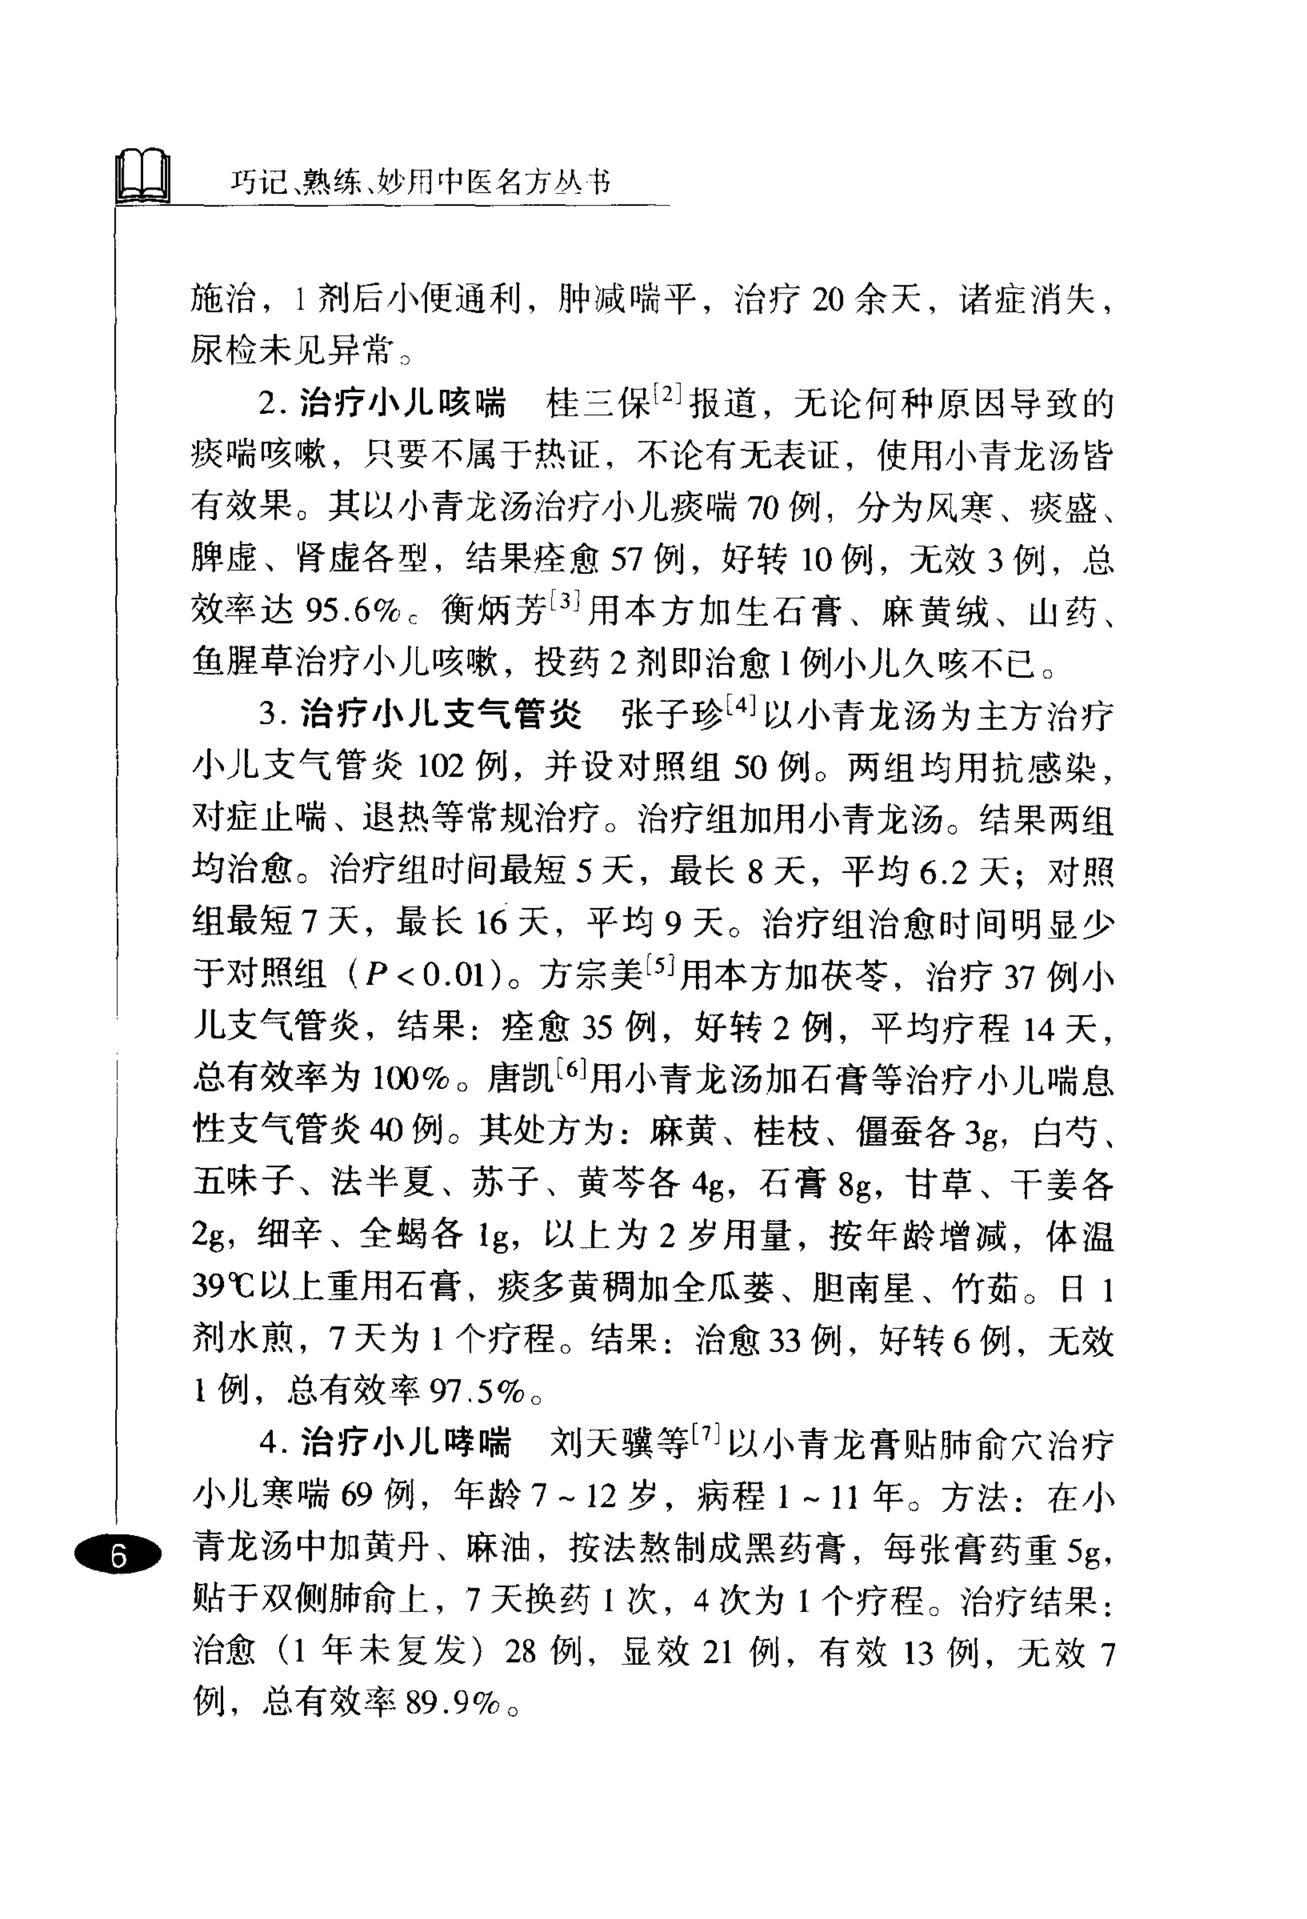 巧记、熟练、妙用中医名方丛书
施治，1剂后小便通利，肿减喘平，治疗20余天，诸症消失，
尿检未见异常。
2. 治疗小儿咳喘　桂三保[2]报道，无论何种原因导致的
痰喘咳嗽，只要不属于热证，不论有无表证，使用小青龙汤皆
有效果。其以小青龙汤治疗小儿痰喘70例，分为风寒、痰盛、
脾虚、肾虚各型，结果痊愈57例，好转10例，无效3例，总
效率达95.6%。衡炳芳[3]用本方加生石膏、麻黄绒、山药、
鱼腥草治疗小儿咳嗽，投药2剂即治愈1例小儿久咳不已。
3. 治疗小儿支气管炎　张子珍[4]以小青龙汤为主方治疗
小儿支气管炎102例，并设对照组50例。两组均用抗感染，
对症止喘、退热等常规治疗。治疗组加用小青龙汤。结果两组
均治愈。治疗组时间最短5天，最长8天，平均6.2天；对照
组最短7天，最长16天，平均9天。治疗组治愈时间明显少
于对照组（P<0.01）。方宗美[5]用本方加茯苓，治疗37例小
儿支气管炎，结果：痊愈35例，好转2例，平均疗程14天，
总有效率为100%。唐凯[6]用小青龙汤加石膏等治疗小儿喘息
性支气管炎40例。其处方为：麻黄、桂枝、僵蚕各3g，白芍、
五味子、法半夏、苏子、黄芩各4g，石膏8g，甘草、干姜各
2g，细辛、全蝎各1g，以上为2岁用量，按年龄增减，体温
39℃以上重用石膏，痰多黄稠加全瓜蒌、胆南星、竹茹。日1
剂水煎，7天为1个疗程。结果：治愈33例，好转6例，无效
1例，总有效率97.5%。
4. 治疗小儿哮喘　刘天骥等[7]以小青龙膏贴肺俞穴治疗
小儿寒喘69例，年龄7~12岁，病程1~11年。方法：在小
青龙汤中加黄丹、麻油，按法熬制成黑药膏，每张膏药重5g，
贴于双侧肺俞上，7天换药1次，4次为1个疗程。治疗结果：
治愈（1年未复发）28例，显效21例，有效13例，无效7
例，总有效率89.9%。
6